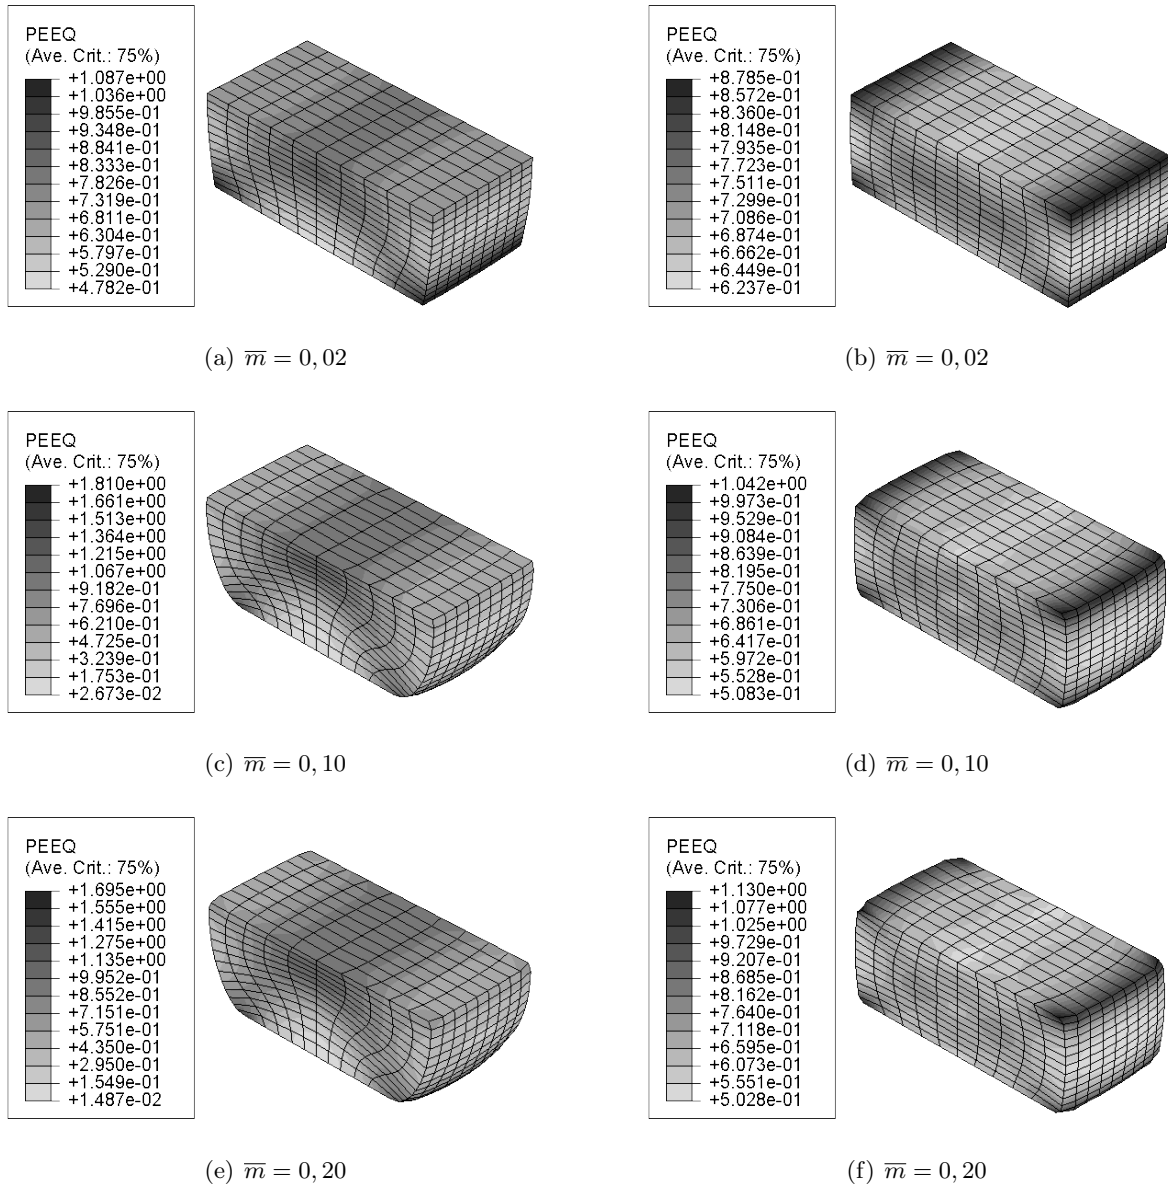 PEEQ
(Ave. Crit.: 75%)
+1.087e+00
+1.036e+00
+9.855e-01
+9.348e-01
+8.841e-01
+8.333e-01
+7.826e-01
+7.319e-01
+6.811e-01
+6.304e-01
+5.797e-01
+5.290e-01
+4.782e-01
(a) m̅ = 0, 02
PEEQ
(Ave. Crit.: 75%)
+8.785e-01
+8.572e-01
+8.360e-01
+8.148e-01
+7.935e-01
+7.723e-01
+7.511e-01
+7.299e-01
+7.086e-01
+6.874e-01
+6.662e-01
+6.449e-01
+6.237e-01
(b) m̅ = 0, 02
PEEQ
(Ave. Crit.: 75%)
+1.810e+00
+1.661e+00
+1.513e+00
+1.364e+00
+1.215e+00
+1.067e+00
+9.182e-01
+7.696e-01
+6.210e-01
+4.725e-01
+3.239e-01
+1.753e-01
+2.673e-02
(c) m̅ = 0, 10
PEEQ
(Ave. Crit.: 75%)
+1.042e+00
+9.973e-01
+9.529e-01
+9.084e-01
+8.639e-01
+8.195e-01
+7.750e-01
+7.306e-01
+6.861e-01
+6.417e-01
+5.972e-01
+5.528e-01
+5.083e-01
(d) m̅ = 0, 10
PEEQ
(Ave. Crit.: 75%)
+1.695e+00
+1.555e+00
+1.415e+00
+1.275e+00
+1.135e+00
+9.952e-01
+8.552e-01
+7.151e-01
+5.751e-01
+4.350e-01
+2.950e-01
+1.549e-01
+1.487e-02
(e) m̅ = 0, 20
PEEQ
(Ave. Crit.: 75%)
+1.130e+00
+1.077e+00
+1.025e+00
+9.729e-01
+9.207e-01
+8.685e-01
+8.162e-01
+7.640e-01
+7.118e-01
+6.595e-01
+6.073e-01
+5.551e-01
+5.028e-01
(f) m̅ = 0, 20